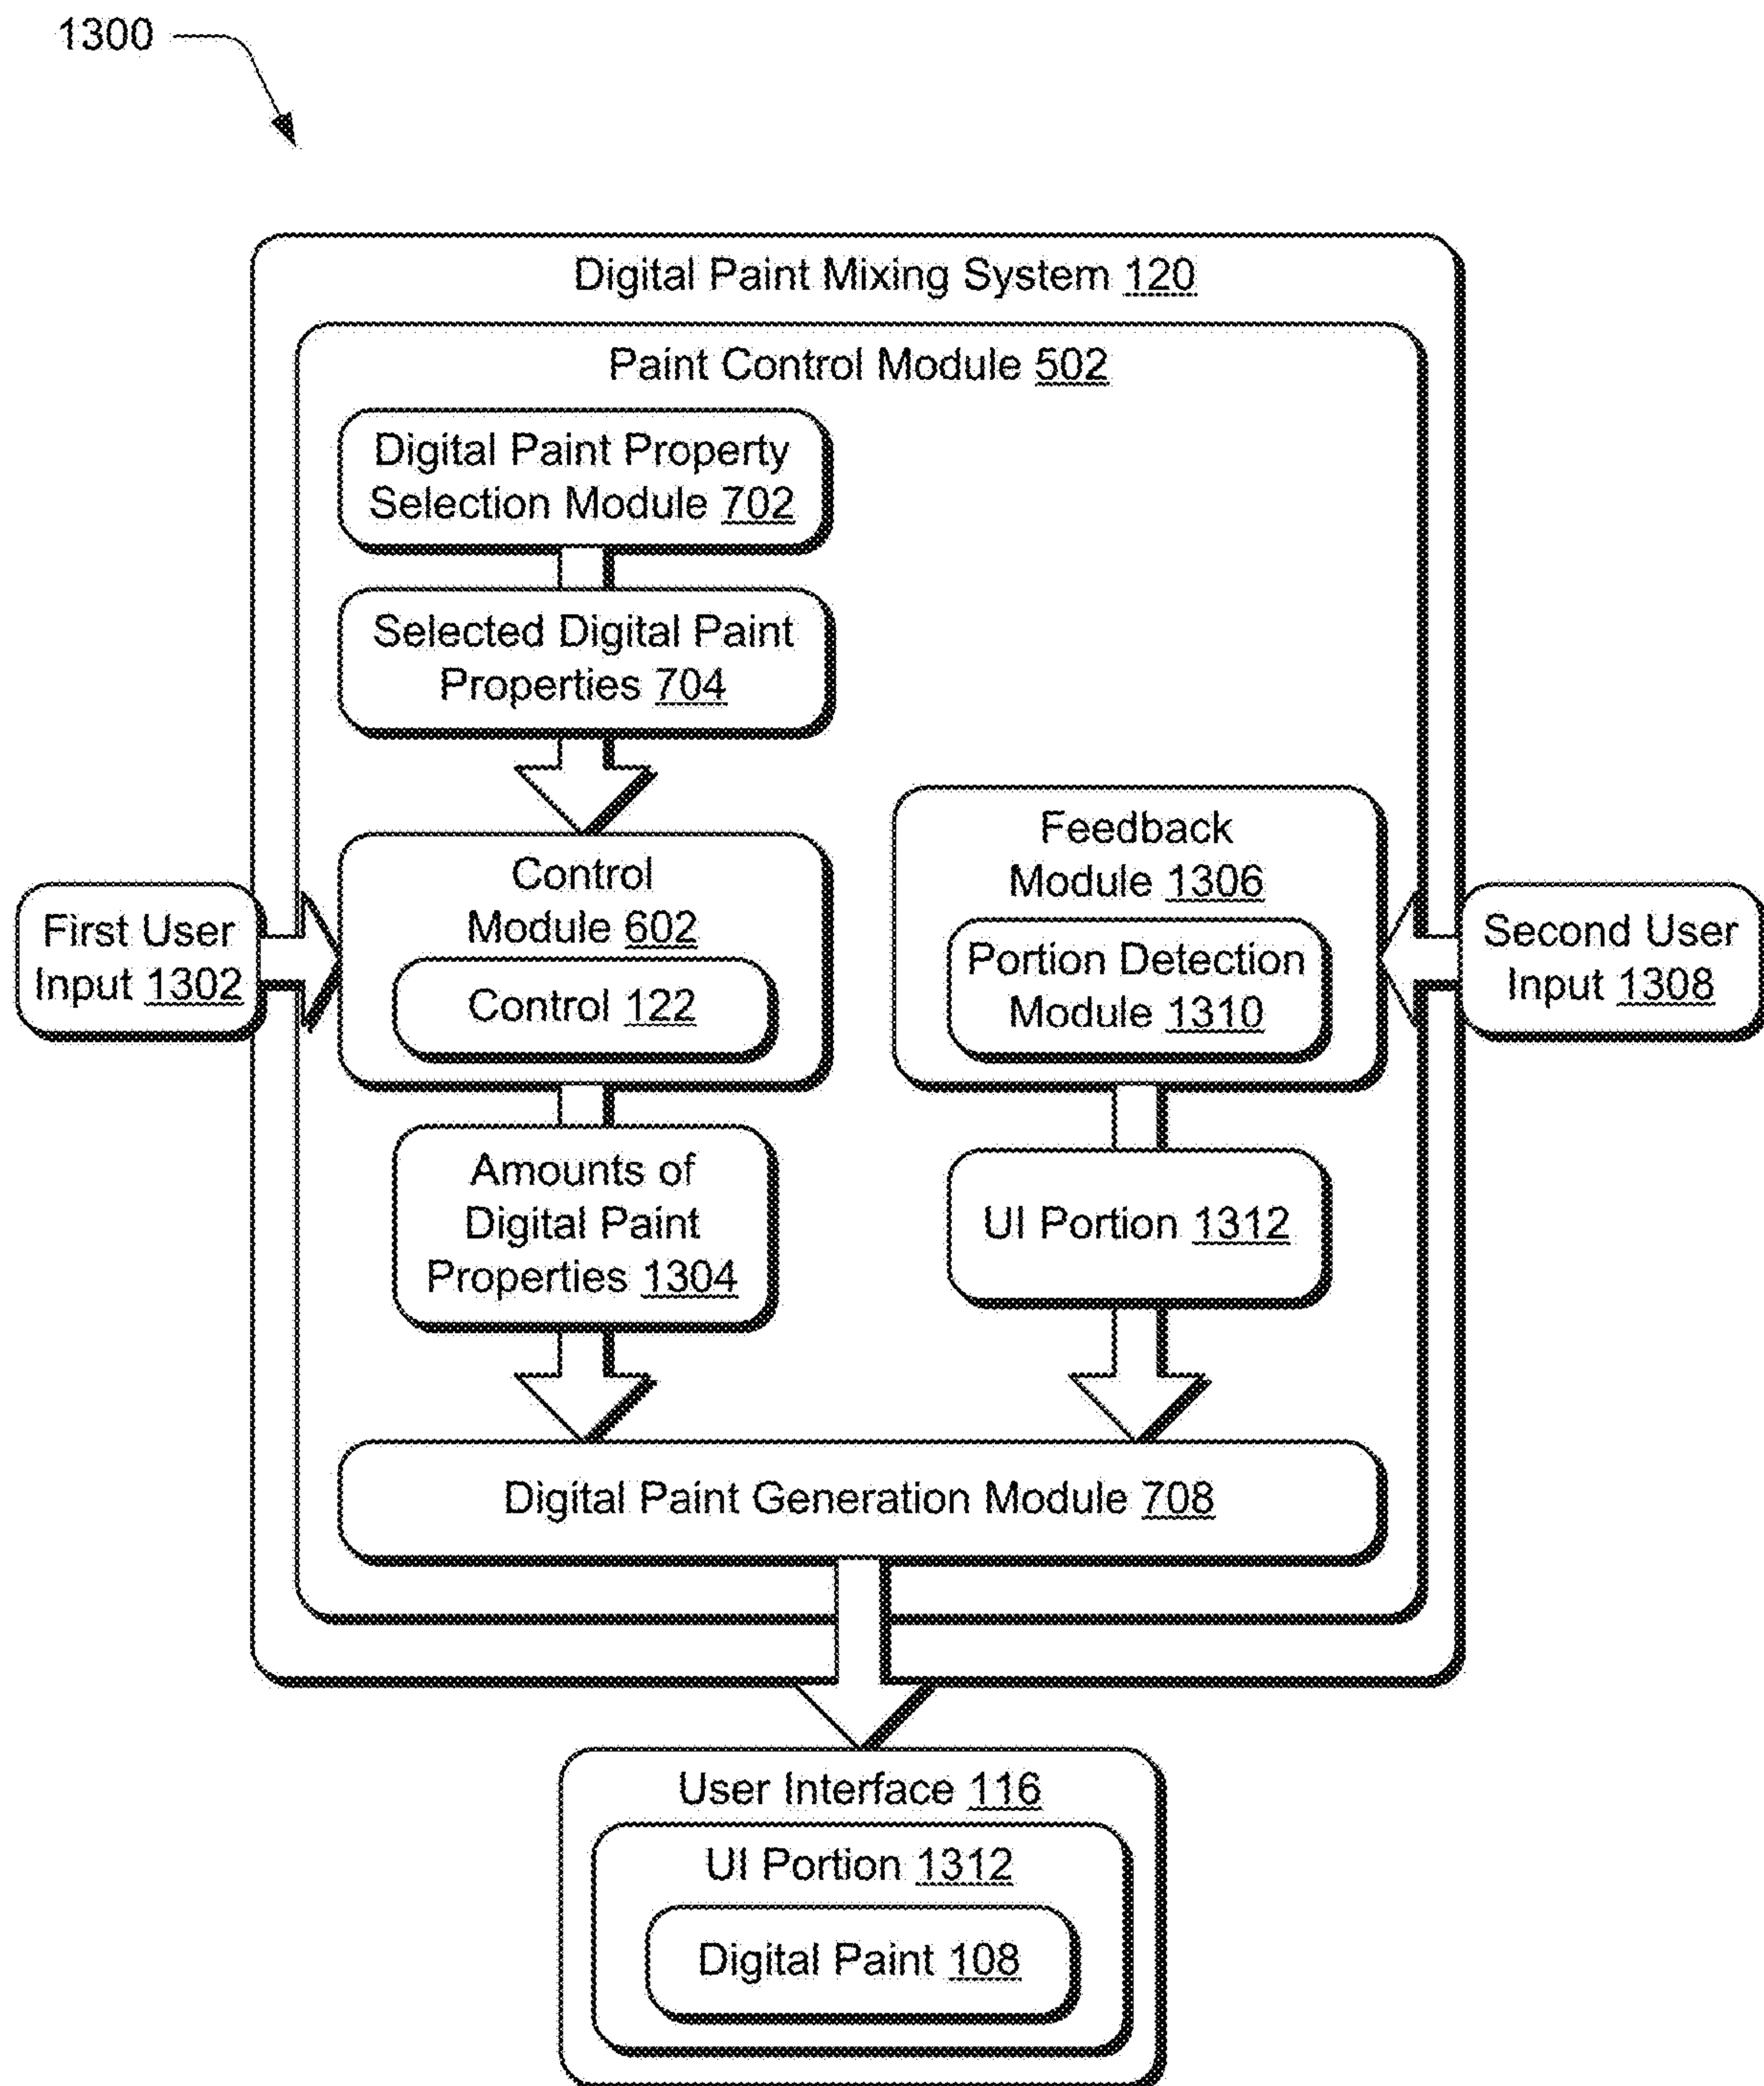 1300
Digital Paint Mixing System 120
Paint Control Module 502
Digital Paint Property
Selection Module 702
Selected Digital Paint
Properties 704
First User
Input 1302
Control
Module 602
Control 122
Feedback
Module 1306
Portion Detection
Module 1310
Second User
Input 1308
Amounts of
Digital Paint
Properties 1304
UI Portion 1312
Digital Paint Generation Module 708
User Interface 116
UI Portion 1312
Digital Paint 108